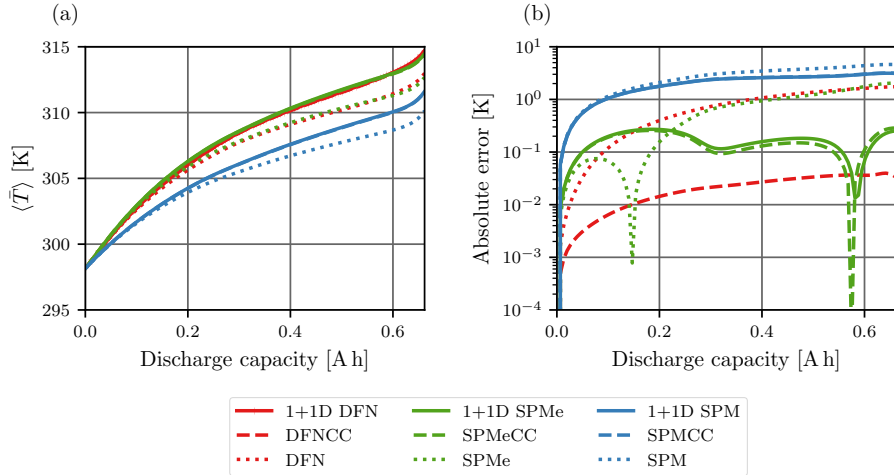 (a)
315
310
305
300
295
⟨T̄⟩ [K]
0.0 0.2 0.4 0.6
Discharge capacity [A h]
(b)
10¹
10⁰
10⁻¹
10⁻²
10⁻³
10⁻⁴
Absolute error [K]
0.0 0.2 0.4 0.6
Discharge capacity [A h]
1+1D DFN 1+1D SPMe 1+1D SPM
DFNCC SPMeCC SPMCC
DFN SPMe SPM